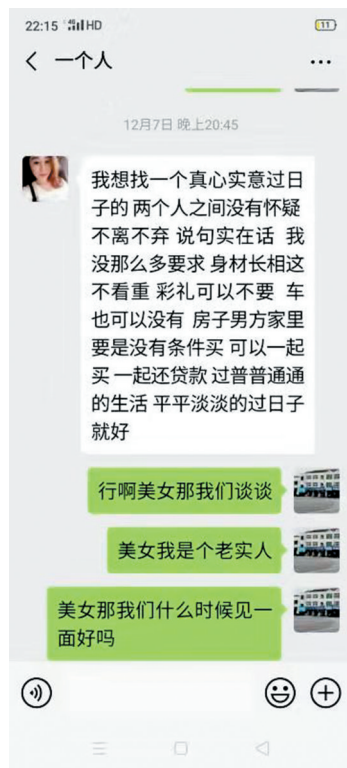 22:15 4G HD 11
一个人
12月7日 晚上20:45
我想找一个真心实意过日
子的 两个人之间没有怀疑
不离不弃 说句实在话 我
没那么多要求 身材长相这
不看重 彩礼可以不要 车
也可以没有 房子男方家里
要是没有条件买 可以一起
买 一起还贷款 过普普通通
的生活 平平淡淡的过日子
就好
行啊美女那我们谈谈
美女我是个老实人
美女那我们什么时候见一
面好吗